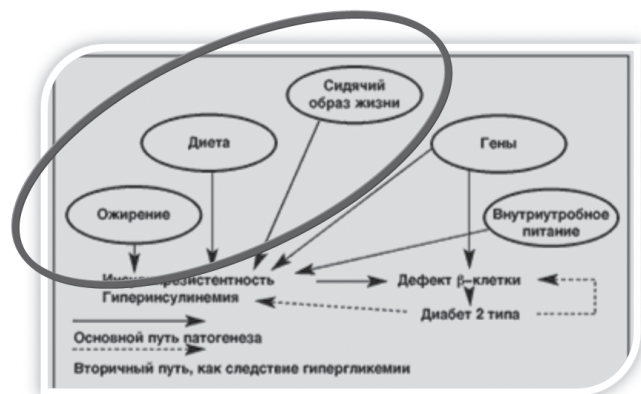 Сидячий
образ жизни
Диета
Гены
Ожирение
Внутриутробное
питание
Инсулинрезистентность
Дефект β-клетки
Гиперинсулинемия
Диабет 2 типа
Основной путь патогенеза
Вторичный путь, как следствие гипергликемии